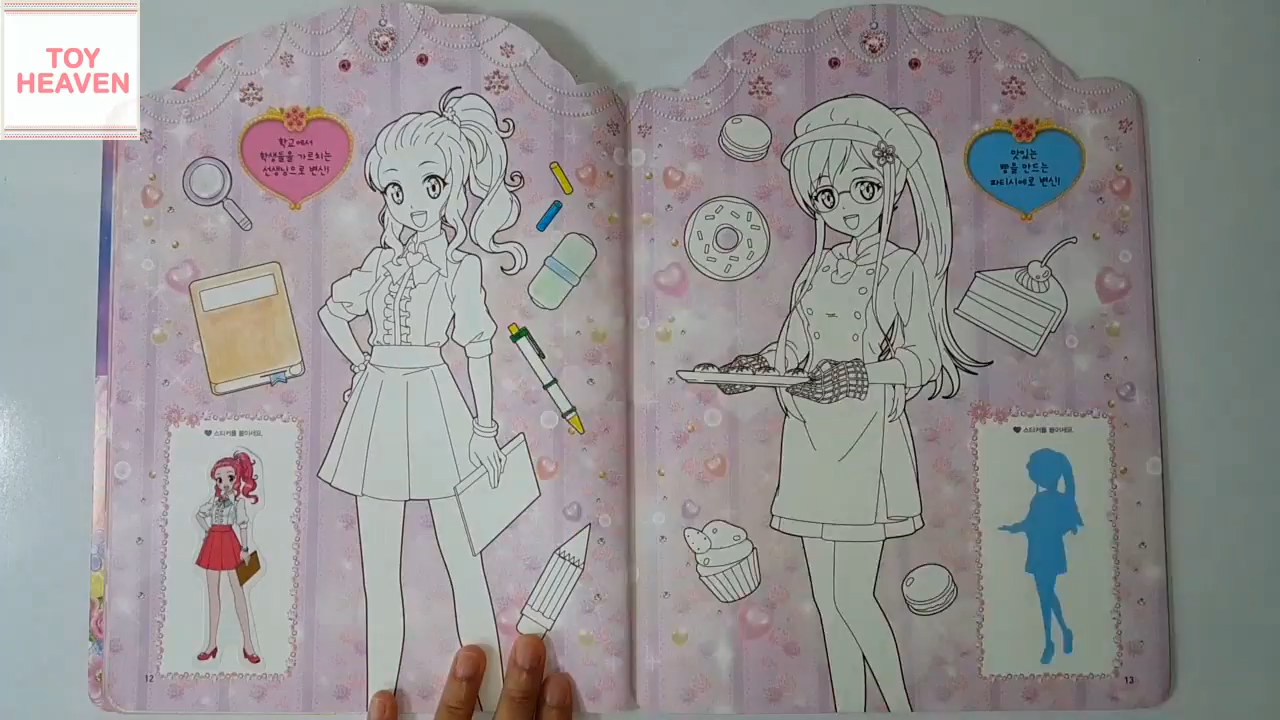 TOY
HEAVEN
학교에서
학생들을 가르치는
선생님으로 변신!
스티커를 붙이세요.
12
맛있는
빵을 만드는
파티시에로 변신!
스티커를 붙이세요.
13